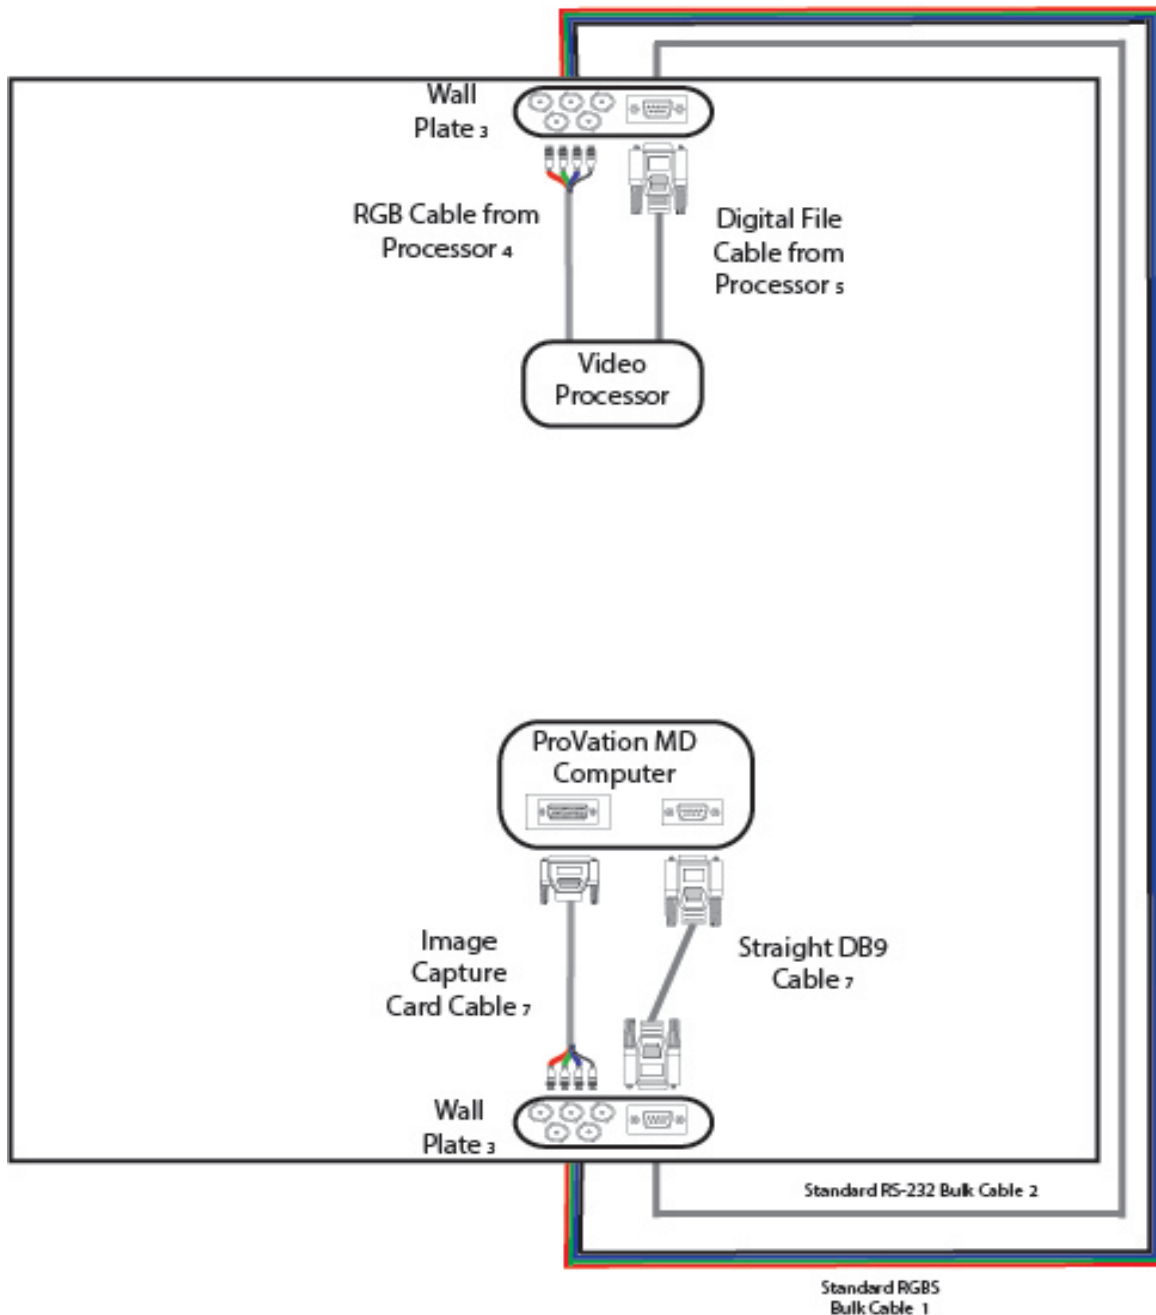 Wall
Plate 3
RGB Cable from
Processor 4
Digital File
Cable from
Processor 5
Video
Processor
ProVation MD
Computer
Image
Capture
Card Cable 7
Straight DB9
Cable 7
Wall
Plate 3
Standard RS-232 Bulk Cable 2
Standard RGBS
Bulk Cable 1